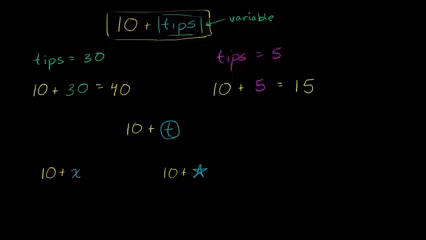 10 + tips variable
tips = 30
tips = 5
10 + 30 = 40
10 + 5 = 15
10 + t
10 + x
10 + ☆